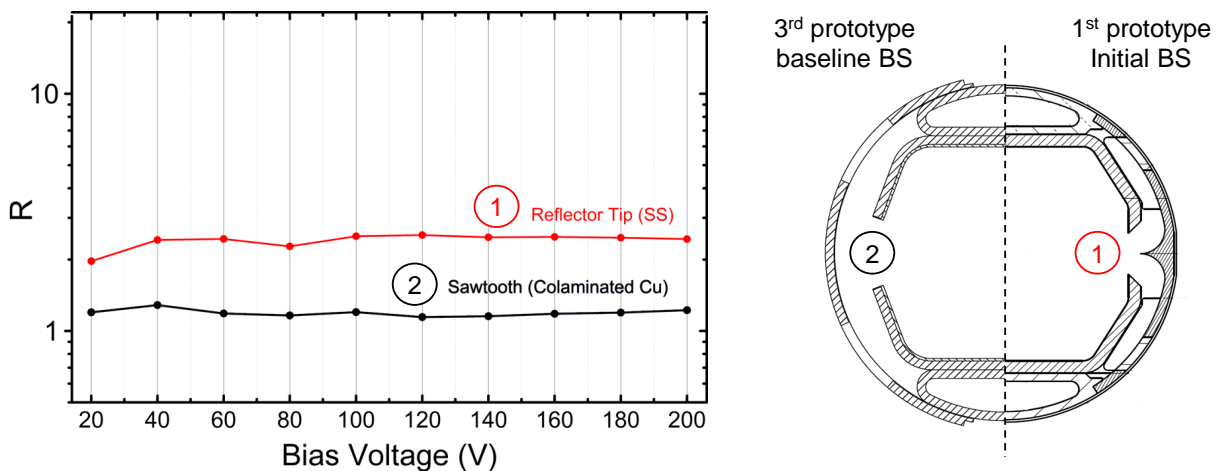 10
1
R
1
Reflector Tip (SS)
2
Sawtooth (Colaminated Cu)
20 40 60 80 100 120 140 160 180 200
Bias Voltage (V)
3rd prototype
baseline BS
1st prototype
Initial BS
2
1